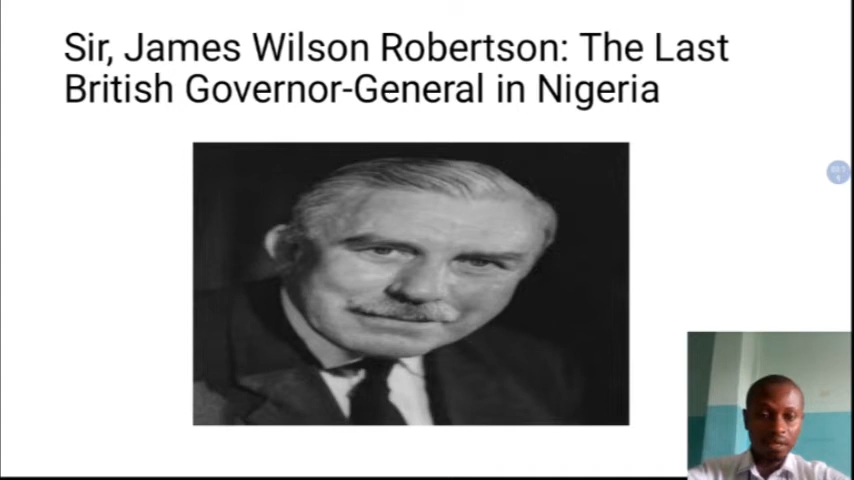 Sir, James Wilson Robertson: The Last
British Governor-General in Nigeria